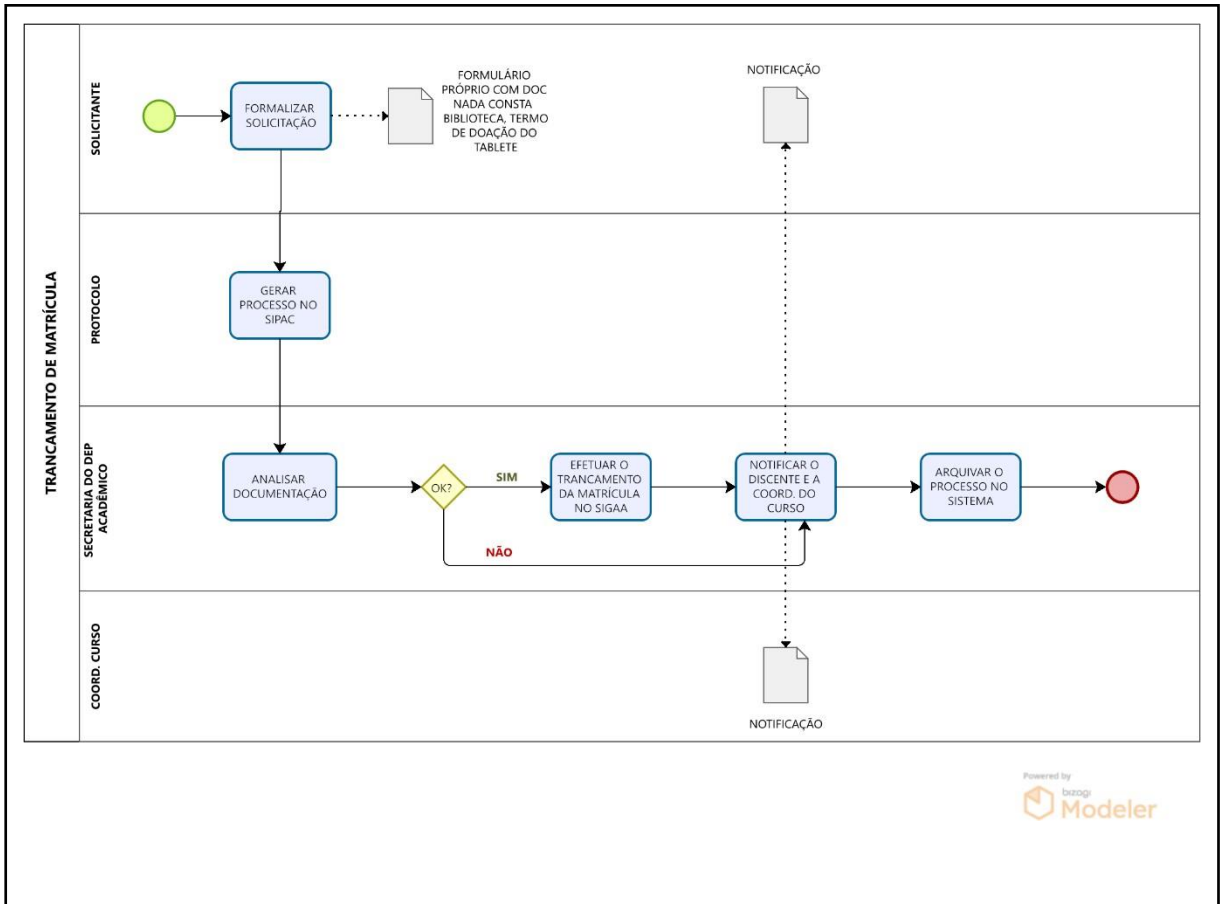 TRANCAMENTO DE MATRÍCULA
SOLICITANTE
FORMALIZAR
SOLICITAÇÃO
FORMULÁRIO
PRÓPRIO COM DOC
NADA CONSTA
BIBLIOTECA, TERMO
DE DOAÇÃO DO
TABLETE
NOTIFICAÇÃO
PROTOCOLO
GERAR
PROCESSO NO
SIPAC
SECRETARIA DO DEP
ACADÊMICO
ANALISAR
DOCUMENTAÇÃO
OK?
SIM
NÃO
EFETUAR O
TRANCAMENTO
DA MATRÍCULA
NO SIGAA
NOTIFICAR O
DISCENTE E A
COORD. DO
CURSO
ARQUIVAR O
PROCESSO NO
SISTEMA
COORD. CURSO
NOTIFICAÇÃO
Powered by
bizagi
Modeler